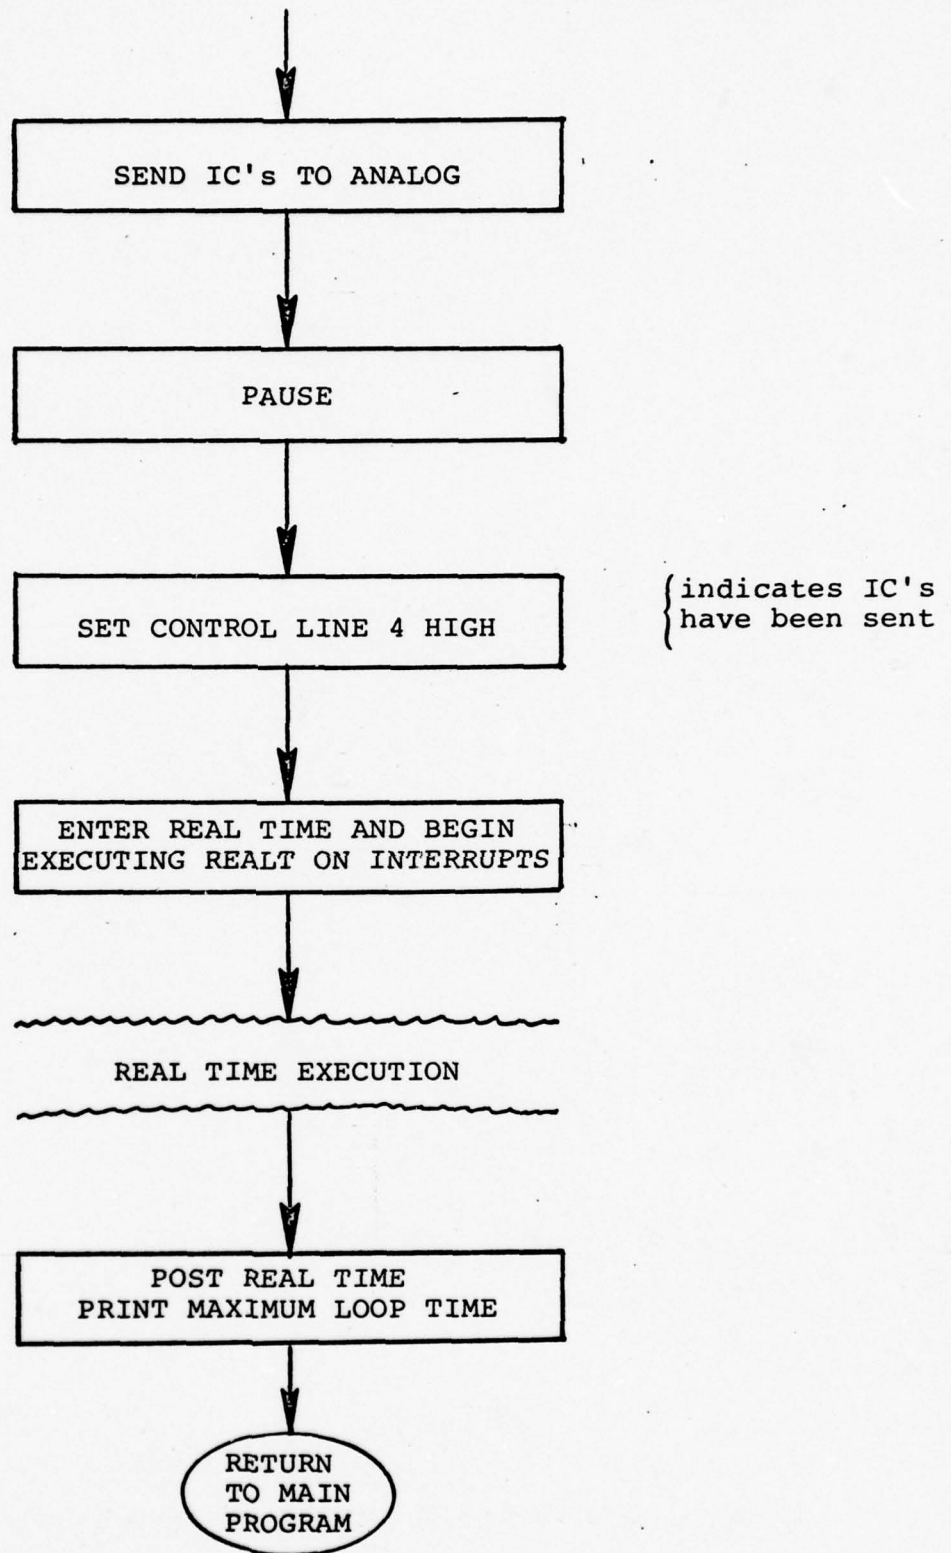 SEND IC's TO ANALOG
PAUSE
SET CONTROL LINE 4 HIGH
indicates IC's
have been sent
ENTER REAL TIME AND BEGIN
EXECUTING REALT ON INTERRUPTS
REAL TIME EXECUTION
POST REAL TIME
PRINT MAXIMUM LOOP TIME
RETURN
TO MAIN
PROGRAM